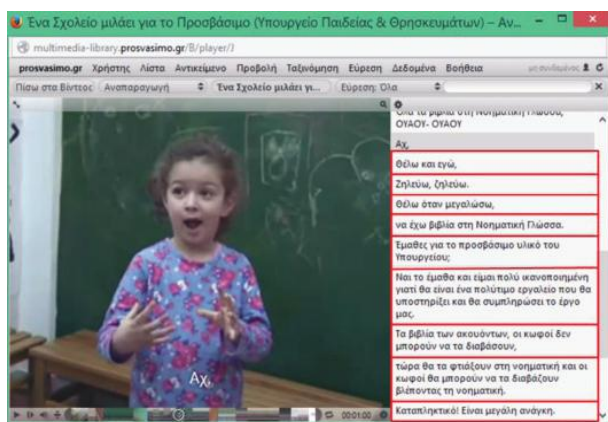 Ένα Σχολείο μιλάει για το Προσβάσιμο (Υπουργείο Παιδείας & Θρησκευμάτων) – Αν...
multimedia-library.prosvasimo.gr/B/player/J
prosvasimo.gr Χρήστης Λίστα Αντικείμενο Προβολή Ταξινόμηση Εύρεση Δεδομένα Βοήθεια μη συνδεμένος
Πίσω στα Βίντεος Αναπαραγωγή Ένα Σχολείο μιλάει γι... Εύρεση: Όλα
Όλα τα βιβλία στη Νοηματική Γλώσσα,
ΟΥΑΟΥ- ΟΥΑΟΥ
Αχ,
Θέλω και εγώ,
Ζηλεύω, ζηλεύω.
Θέλω όταν μεγαλώσω,
να έχω βιβλία στη Νοηματική Γλώσσα.
Έμαθες για το προσβάσιμο υλικό του
Υπουργείου;
Ναι το έμαθα και είμαι πολύ ικανοποιημένη
γιατί θα είναι ένα πολύτιμο εργαλείο που θα
υποστηρίξει και θα συμπληρώσει το έργο
μας.
Τα βιβλία των ακουόντων, οι κωφοί δεν
μπορούν να τα διαβάσουν,
τώρα θα τα φτιάξουν στη νοηματική και οι
κωφοί θα μπορούν να τα διαβάζουν
βλέποντας τη νοηματική.
Καταπληκτικό! Είναι μεγάλη ανάγκη.
Αχ,
00:01:00